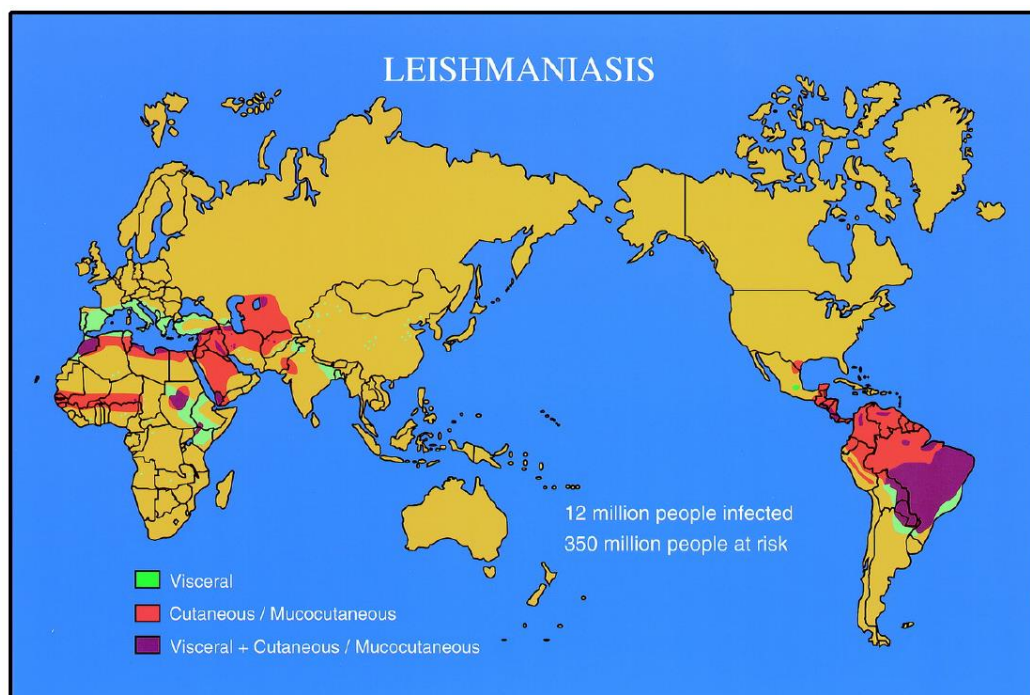 LEISHMANIASIS
12 million people infected
350 million people at risk
Visceral
Cutaneous / Mucocutaneous
Visceral + Cutaneous / Mucocutaneous